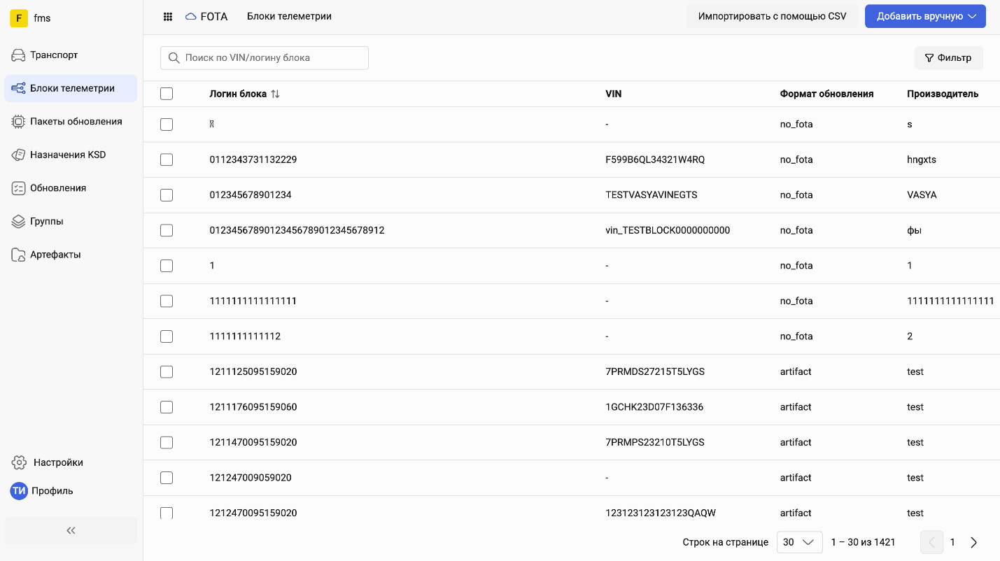 F fms
Транспорт
Блоки телеметрии
Пакеты обновления
Назначения KSD
Обновления
Группы
Артефакты
Настройки
ТИ Профиль
FOTA Блоки телеметрии Импортировать с помощью CSV Добавить вручную
Поиск по VIN/логину блока Фильтр
Логин блока VIN Формат обновления Производитель
- no_fota s
0112343731132229 F599B6QL34321W4RQ no_fota hngxts
012345678901234 TESTVASYAVINEGTS no_fota VASYA
01234567890123456789012345678912 vin_TESTBLOCK0000000000 no_fota фы
1 - no_fota 1
1111111111111111 - no_fota 1111111111111111
1111111111112 - no_fota 2
1211125095159020 7PRMDS27215T5LYGS artifact test
1211176095159060 1GCHK23D07F136336 artifact test
1211470095159020 7PRMPS23210T5LYGS artifact test
121247009059020 - artifact test
1212470095159020 123123123123123QAQW artifact test
Строк на странице 30 1 – 30 из 1421 1